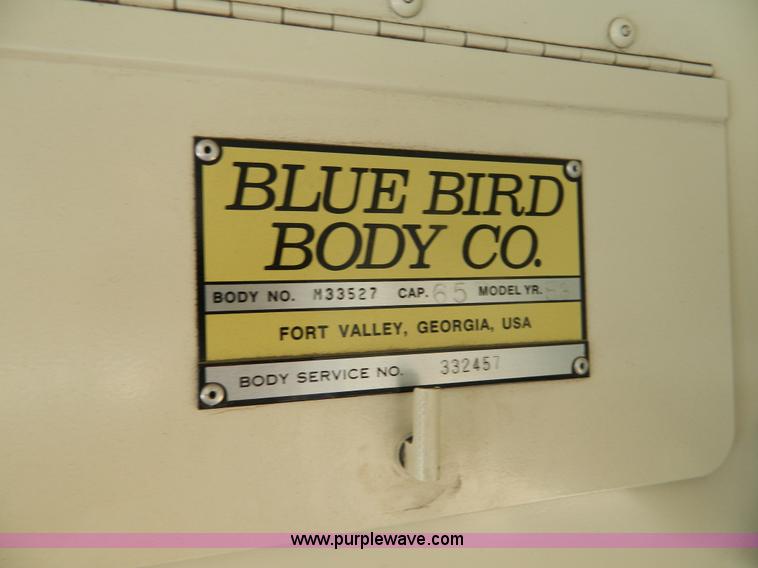 BLUE BIRD
BODY CO.
BODY NO. M33527 CAP. 65 MODEL YR.
FORT VALLEY, GEORGIA, USA
BODY SERVICE NO. 332457
www.purplewave.com